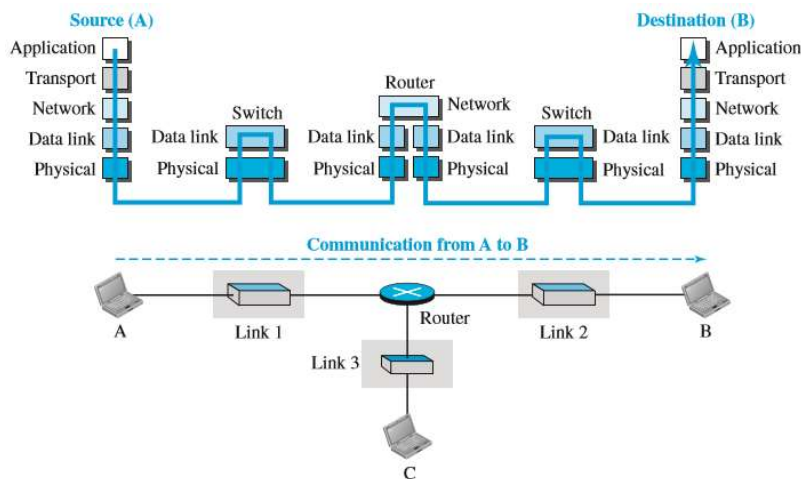 Source (A)
Destination (B)
Application
Application
Transport
Router
Transport
Network
Switch
Network
Switch
Network
Data link
Data link
Data link
Data link
Data link
Data link
Physical
Physical
Physical
Physical
Physical
Physical
Communication from A to B
A
Link 1
Router
Link 2
B
Link 3
C